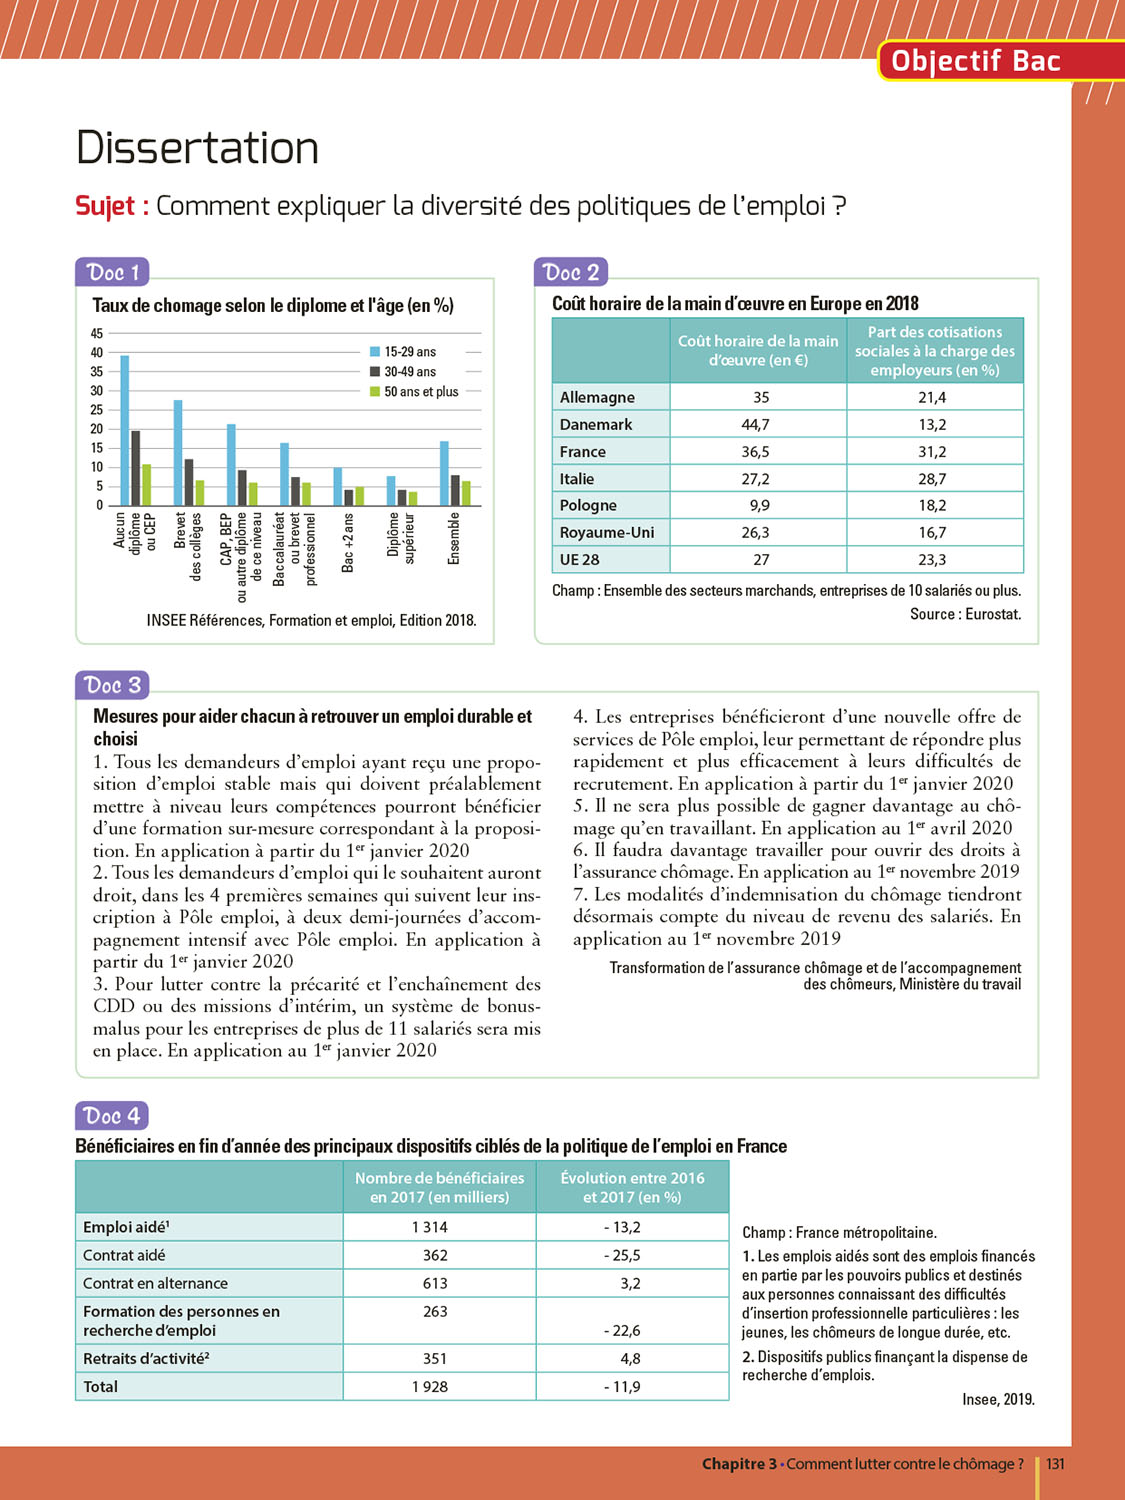 Objectif Bac
Dissertation
Sujet : Comment expliquer la diversité des politiques de l'emploi ?
Doc 1
Taux de chomage selon le diplome et l'âge (en %)
45
40
35
30
25
20
15
10
5
0
15-29 ans
30-49 ans
50 ans et plus
Aucun
diplôme
ou CEP
Brevet
des collèges
CAP, BEP
ou autre diplôme
de ce niveau
Baccalauréat
ou brevet
professionnel
Bac +2 ans
Diplôme
supérieur
Ensemble
INSEE Références, Formation et emploi, Edition 2018.
Doc 2
Coût horaire de la main d'œuvre en Europe en 2018
Coût horaire de la main
d'œuvre (en €)
Part des cotisations
sociales à la charge des
employeurs (en %)
Allemagne 35 21,4
Danemark 44,7 13,2
France 36,5 31,2
Italie 27,2 28,7
Pologne 9,9 18,2
Royaume-Uni 26,3 16,7
UE 28 27 23,3
Champ : Ensemble des secteurs marchands, entreprises de 10 salariés ou plus.
Source : Eurostat.
Doc 3
Mesures pour aider chacun à retrouver un emploi durable et
choisi
1. Tous les demandeurs d'emploi ayant reçu une propo-
sition d'emploi stable mais qui doivent préalablement
mettre à niveau leurs compétences pourront bénéficier
d'une formation sur-mesure correspondant à la proposi-
tion. En application à partir du 1er janvier 2020
2. Tous les demandeurs d'emploi qui le souhaitent auront
droit, dans les 4 premières semaines qui suivent leur ins-
cription à Pôle emploi, à deux demi-journées d'accom-
pagnement intensif avec Pôle emploi. En application à
partir du 1er janvier 2020
3. Pour lutter contre la précarité et l'enchaînement des
CDD ou des missions d'intérim, un système de bonus-
malus pour les entreprises de plus de 11 salariés sera mis
en place. En application au 1er janvier 2020
4. Les entreprises bénéficieront d'une nouvelle offre de
services de Pôle emploi, leur permettant de répondre plus
rapidement et plus efficacement à leurs difficultés de
recrutement. En application à partir du 1er janvier 2020
5. Il ne sera plus possible de gagner davantage au chô-
mage qu'en travaillant. En application au 1er avril 2020
6. Il faudra davantage travailler pour ouvrir des droits à
l'assurance chômage. En application au 1er novembre 2019
7. Les modalités d'indemnisation du chômage tiendront
désormais compte du niveau de revenu des salariés. En
application au 1er novembre 2019
Transformation de l'assurance chômage et de l'accompagnement
des chômeurs, Ministère du travail
Doc 4
Bénéficiaires en fin d'année des principaux dispositifs ciblés de la politique de l'emploi en France
Nombre de bénéficiaires
en 2017 (en milliers)
Évolution entre 2016
et 2017 (en %)
Emploi aidé1 1 314 - 13,2
Contrat aidé 362 - 25,5
Contrat en alternance 613 3,2
Formation des personnes en 263
recherche d'emploi - 22,6
Retraits d'activité2 351 4,8
Total 1 928 - 11,9
Champ : France métropolitaine.
1. Les emplois aidés sont des emplois financés
en partie par les pouvoirs publics et destinés
aux personnes connaissant des difficultés
d'insertion professionnelle particulières : les
jeunes, les chômeurs de longue durée, etc.
2. Dispositifs publics finançant la dispense de
recherche d'emplois.
Insee, 2019.
Chapitre 3 • Comment lutter contre le chômage ? 131